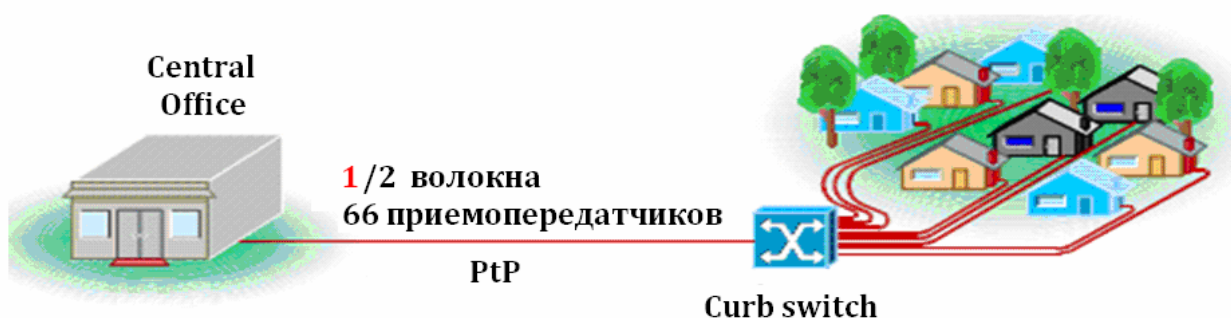 Central
Office
1/2 волокна
66 приемопередатчиков
PtP
Curb switch